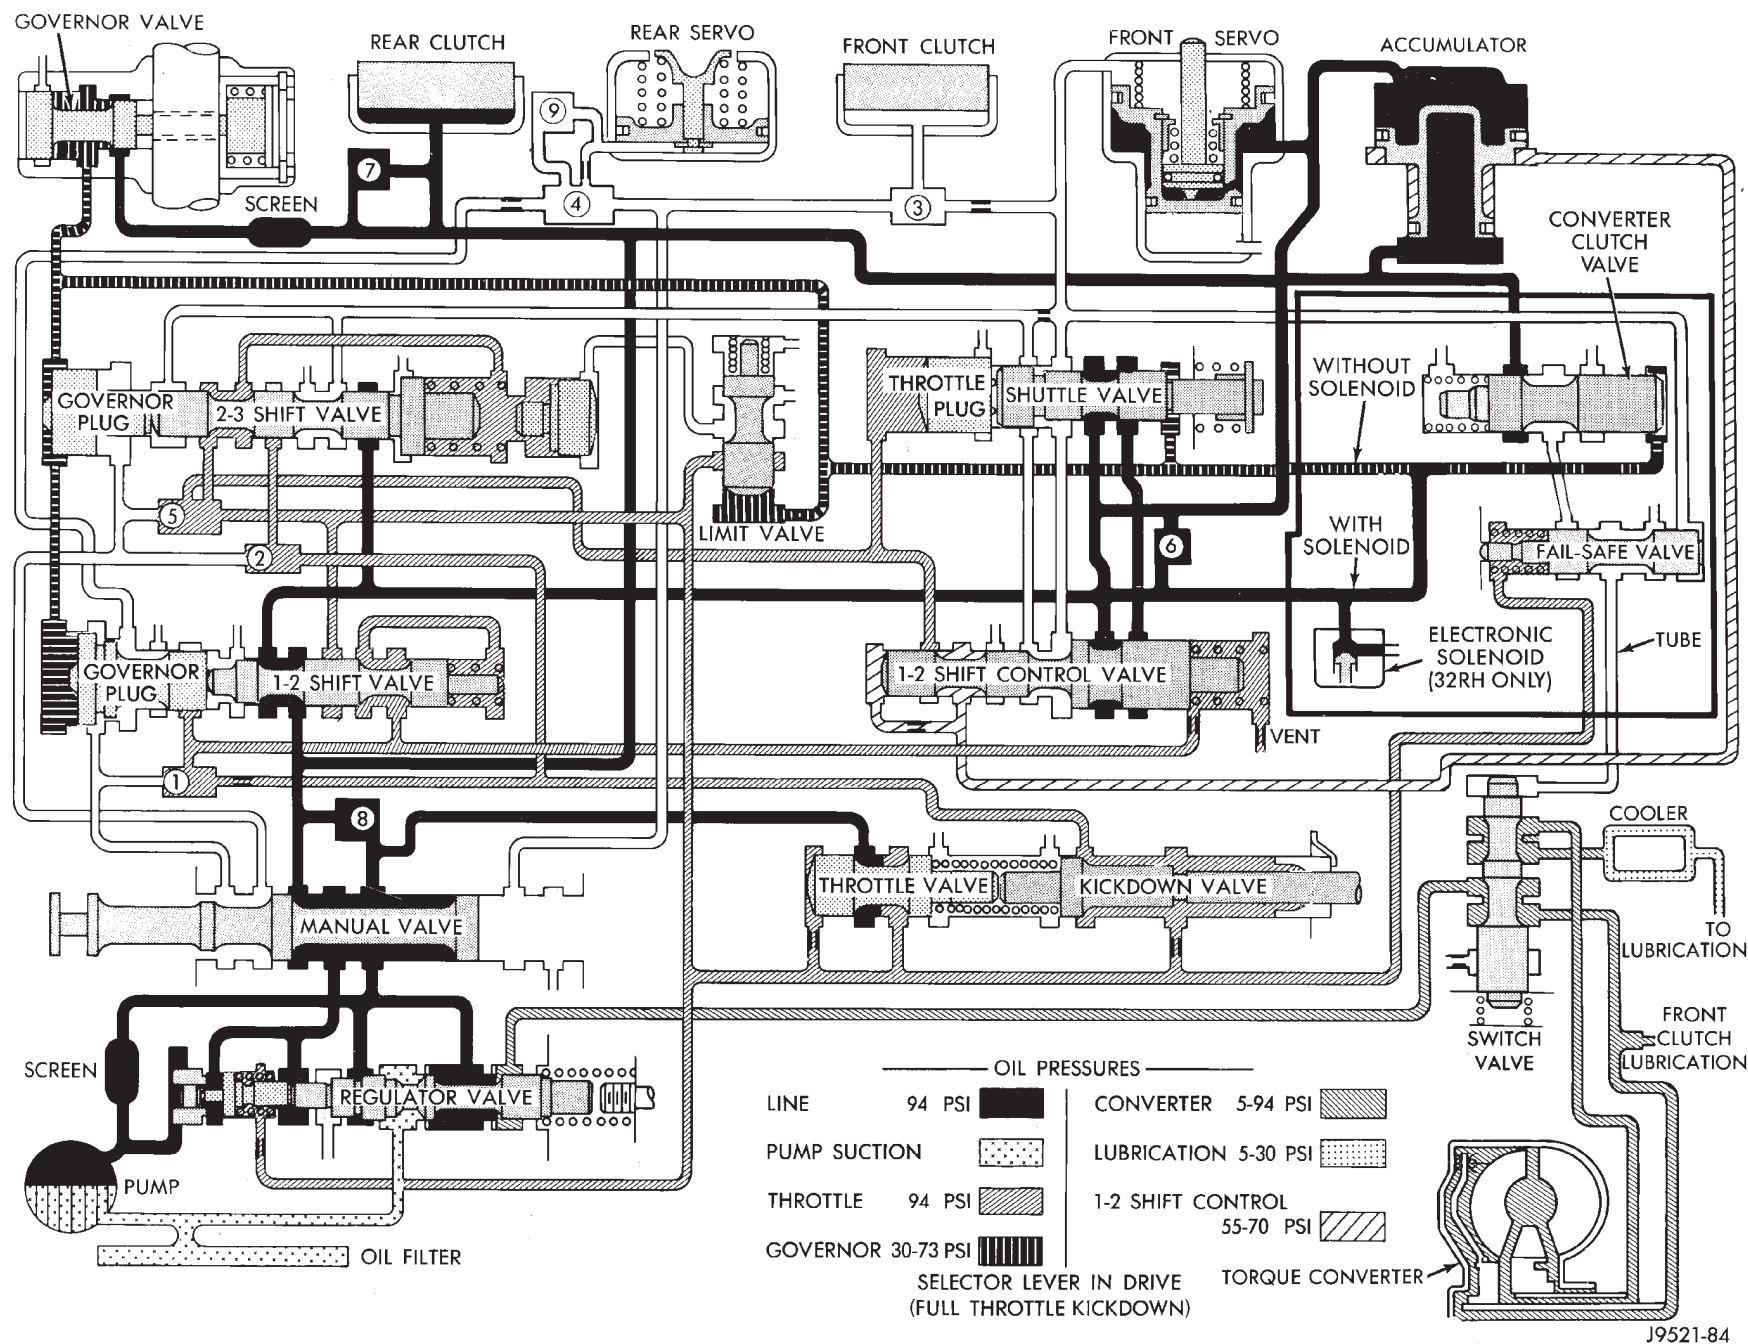 GOVERNOR VALVE
REAR CLUTCH
REAR SERVO
FRONT CLUTCH
FRONT SERVO
ACCUMULATOR
9
7
4
3
SCREEN
CONVERTER
CLUTCH
VALVE
GOVERNOR
PLUG
2-3 SHIFT VALVE
THROTTLE
PLUG
SHUTTLE VALVE
WITHOUT
SOLENOID
5
LIMIT VALVE
2
6
WITH
SOLENOID
FAIL-SAFE VALVE
GOVERNOR
PLUG
1-2 SHIFT VALVE
1-2 SHIFT CONTROL VALVE
ELECTRONIC
SOLENOID
(32RH ONLY)
TUBE
VENT
1
8
COOLER
THROTTLE VALVE
KICKDOWN VALVE
MANUAL VALVE
TO
LUBRICATION
SWITCH
VALVE
FRONT
CLUTCH
LUBRICATION
SCREEN
REGULATOR VALVE
PUMP
OIL FILTER
OIL PRESSURES
LINE 94 PSI
PUMP SUCTION
THROTTLE 94 PSI
GOVERNOR 30-73 PSI
CONVERTER 5-94 PSI
LUBRICATION 5-30 PSI
1-2 SHIFT CONTROL
55-70 PSI
SELECTOR LEVER IN DRIVE
(FULL THROTTLE KICKDOWN)
TORQUE CONVERTER
J9521-84